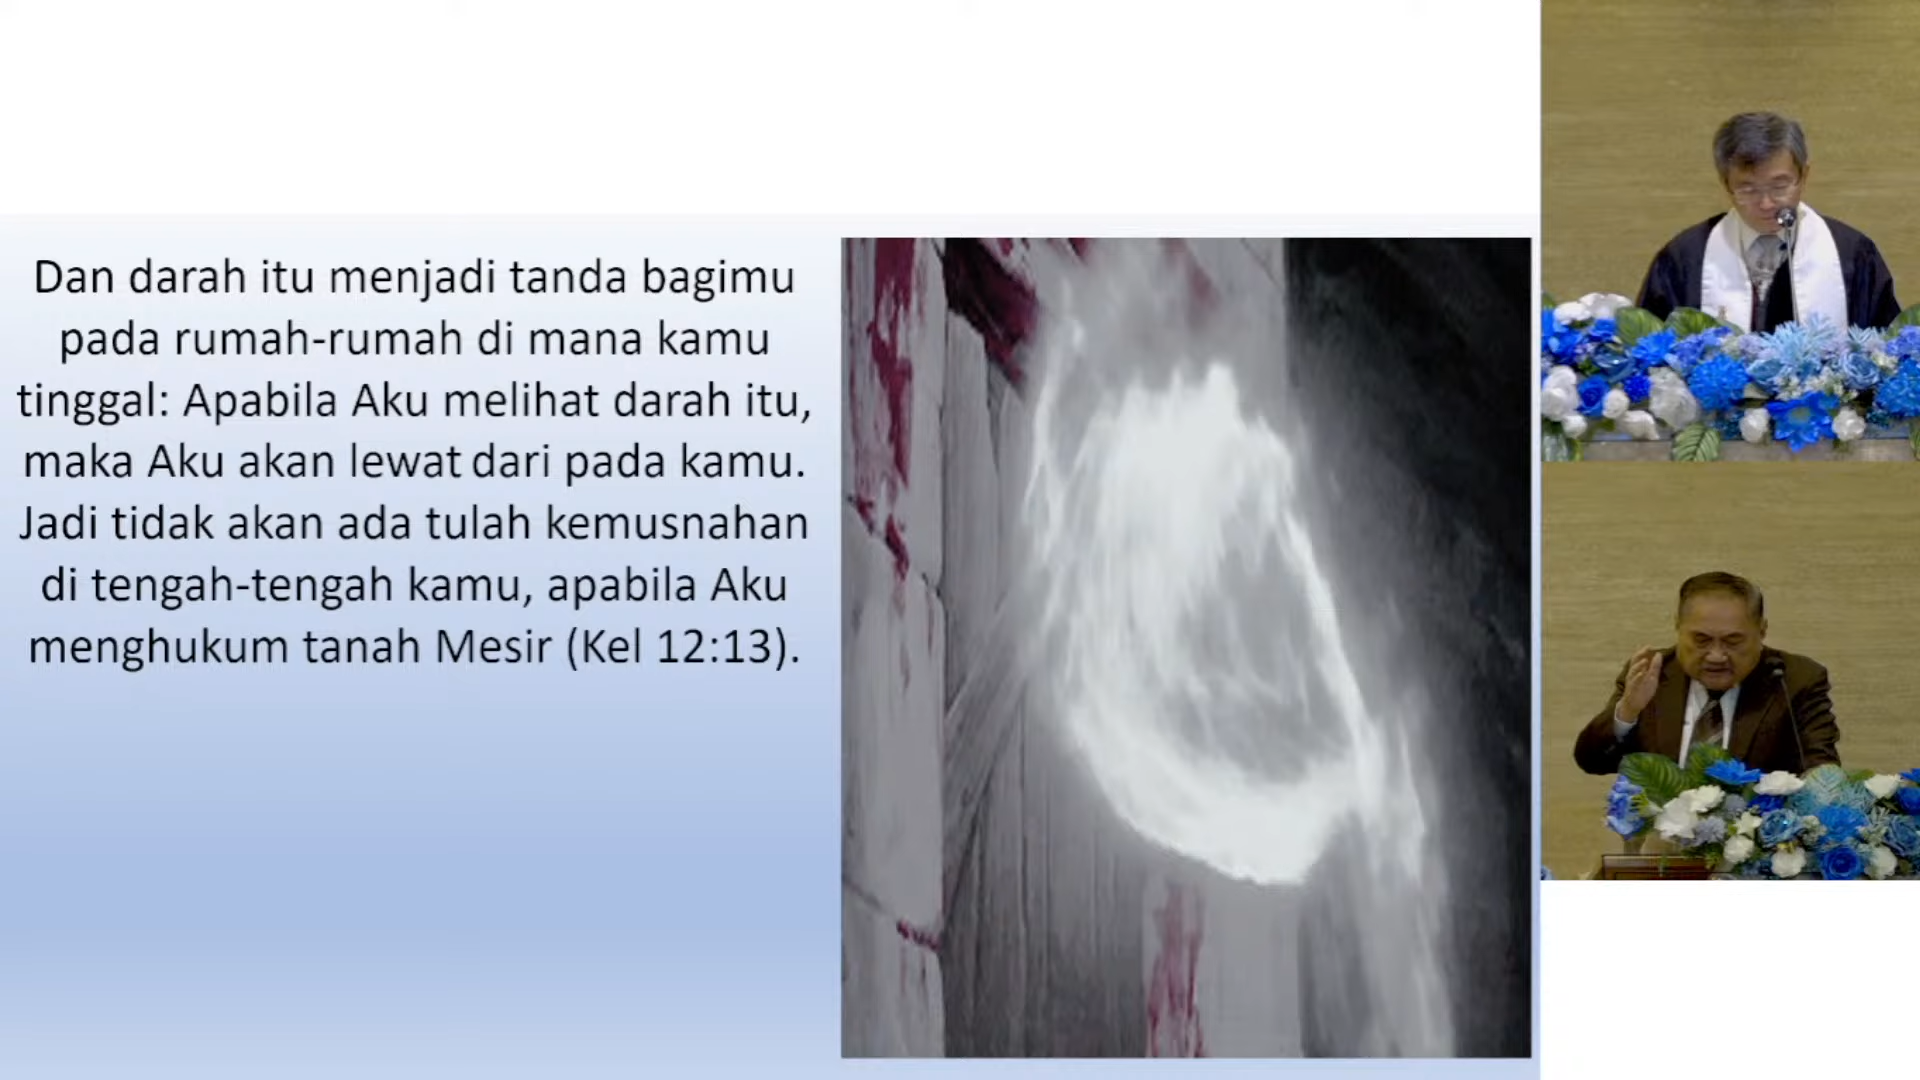 Dan darah itu menjadi tanda bagimu
pada rumah-rumah di mana kamu
tinggal: Apabila Aku melihat darah itu,
maka Aku akan lewat dari pada kamu.
Jadi tidak akan ada tulah kemusnahan
di tengah-tengah kamu, apabila Aku
menghukum tanah Mesir (Kel 12:13).